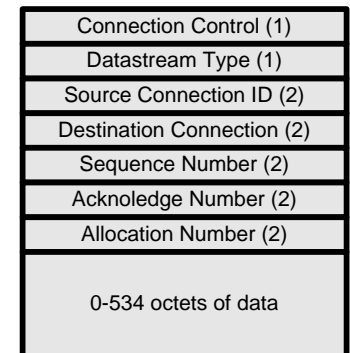 Connection Control (1)
Datastream Type (1)
Source Connection ID (2)
Destination Connection (2)
Sequence Number (2)
Acknoledge Number (2)
Allocation Number (2)
0-534 octets of data